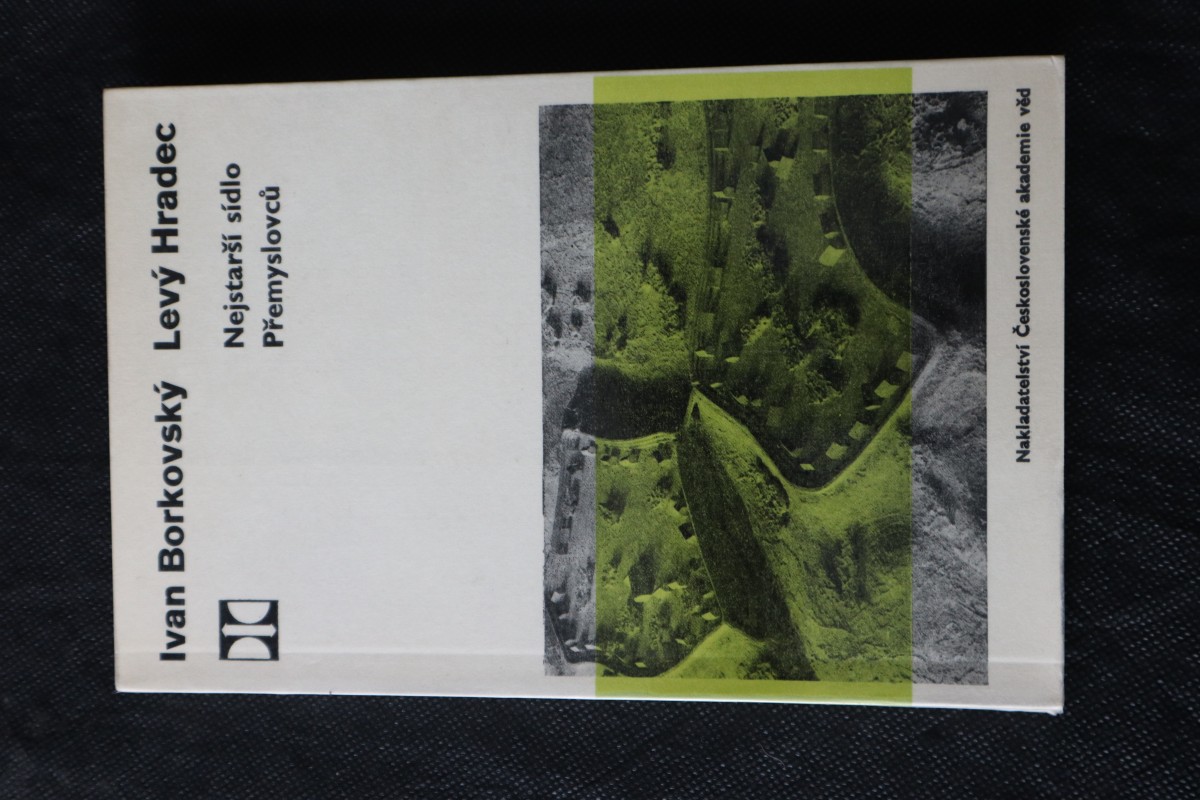 Ivan Borkovský Levý Hradec
Nejstarší sídlo
Přemyslovců
Nakladatelství Československé akademie věd